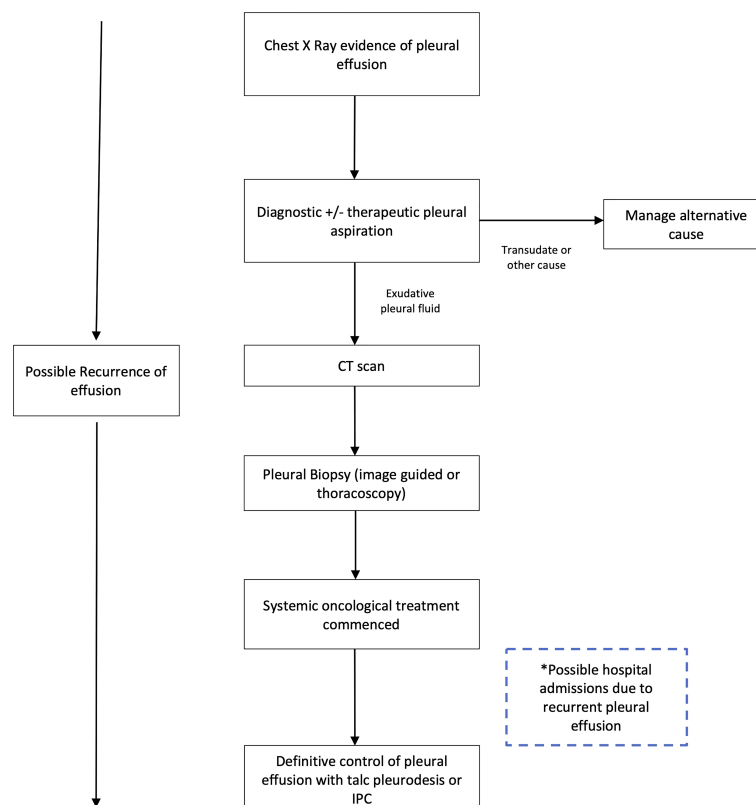 Chest X Ray evidence of pleural
effusion
Diagnostic +/- therapeutic pleural
aspiration
Manage alternative
cause
Transudate or
other cause
Exudative
pleural fluid
Possible Recurrence of
effusion
CT scan
Pleural Biopsy (image guided or
thoracoscopy)
Systemic oncological treatment
commenced
*Possible hospital
admissions due to
recurrent pleural
effusion
Definitive control of pleural
effusion with talc pleurodesis or
IPC